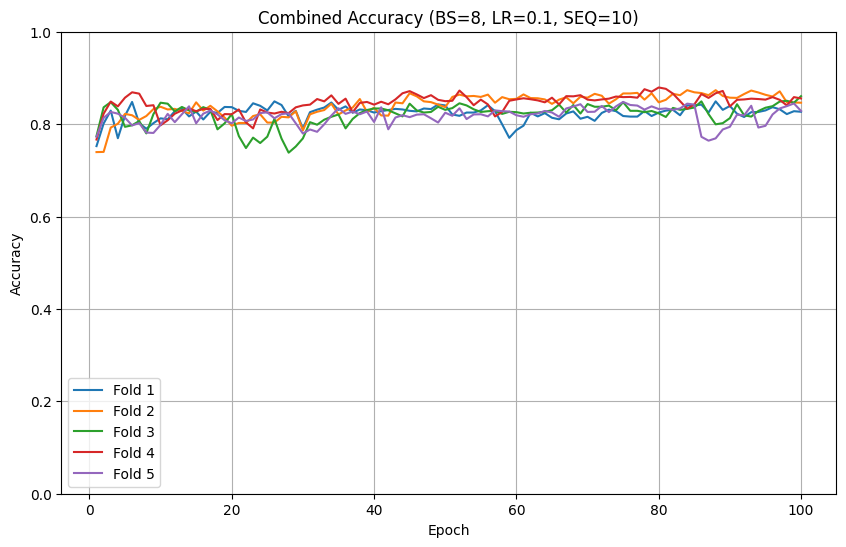 Combined Accuracy (BS=8, LR=0.1, SEQ=10)
1.0
0.8
0.6
0.4
0.2
0.0
Accuracy
Fold 1
Fold 2
Fold 3
Fold 4
Fold 5
0 20 40 60 80 100
Epoch